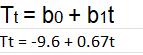 Tt = b0 + b1t
Tt = -9.6 + 0.67t